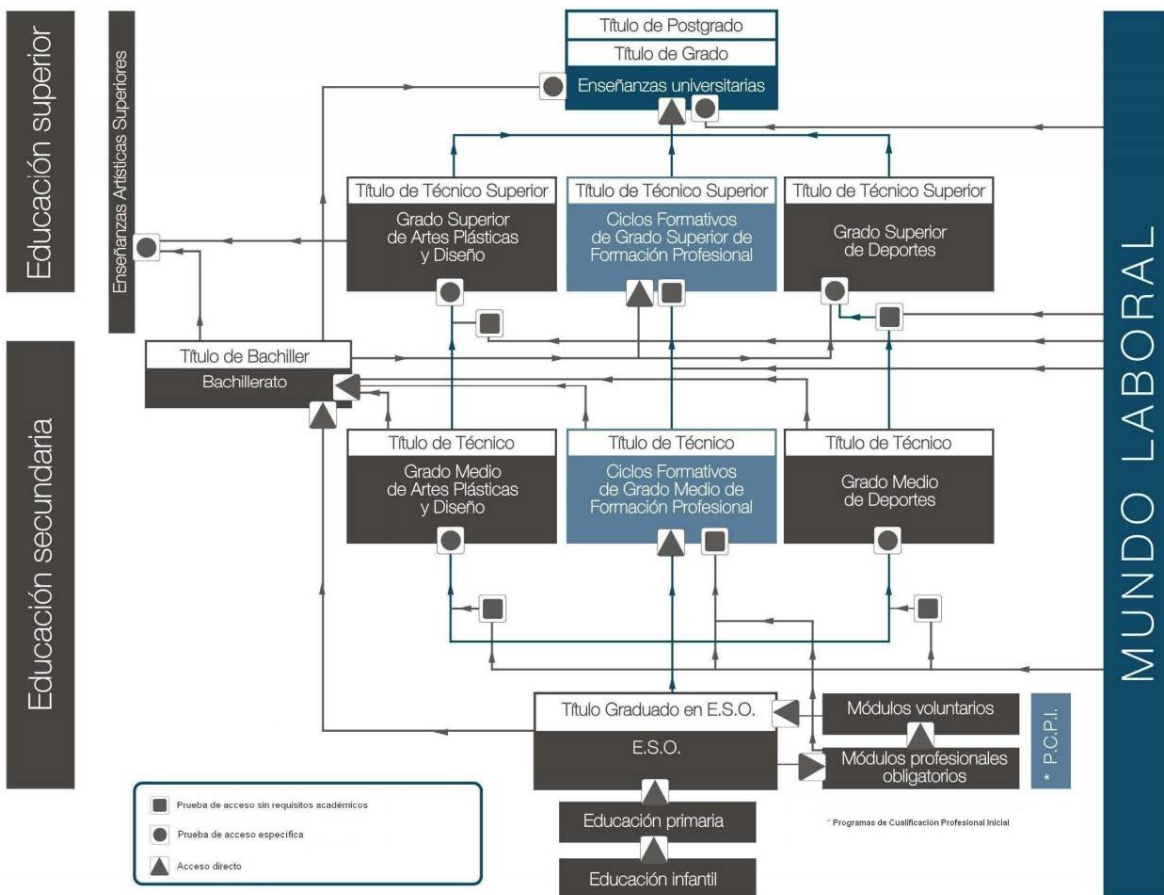 Educación superior
Enseñanzas Artísticas Superiores
Título de Postgrado
Título de Grado
Enseñanzas universitarias
Título de Técnico Superior
Grado Superior
de Artes Plásticas
y Diseño
Título de Técnico Superior
Ciclos Formativos
de Grado Superior de
Formación Profesional
Título de Técnico Superior
Grado Superior
de Deportes
MUNDO LABORAL
Educación secundaria
Título de Bachiller
Bachillerato
Título de Técnico
Grado Medio
de Artes Plásticas
y Diseño
Título de Técnico
Ciclos Formativos
de Grado Medio de
Formación Profesional
Título de Técnico
Grado Medio
de Deportes
Título Graduado en E.S.O.
E.S.O.
Módulos voluntarios
Módulos profesionales
obligatorios
* P.C.P.I.
Educación primaria
Educación infantil
* Programas de Cualificación Profesional Inicial
Prueba de acceso sin requisitos académicos
Prueba de acceso específica
Acceso directo